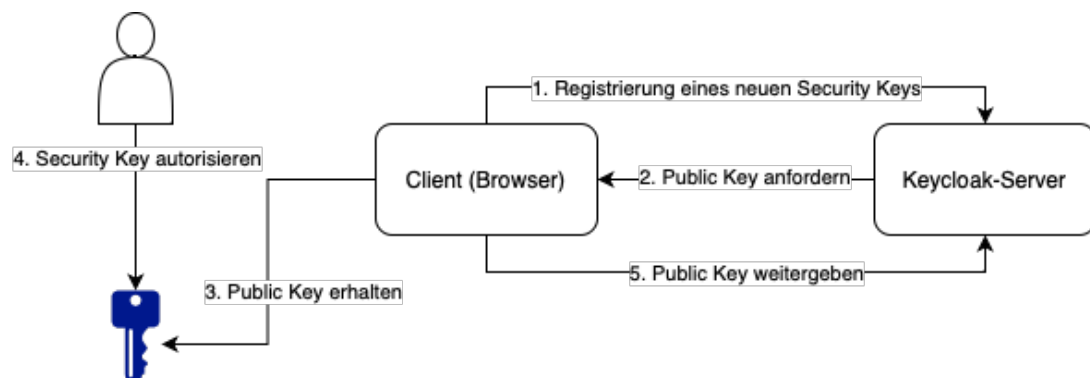 1. Registrierung eines neuen Security Keys
4. Security Key autorisieren
Client (Browser)
2. Public Key anfordern
Keycloak-Server
5. Public Key weitergeben
3. Public Key erhalten